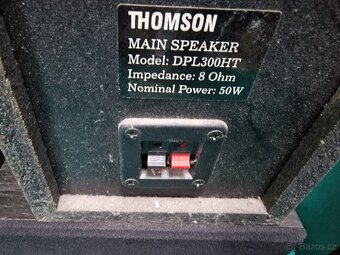 THOMSON
MAIN SPEAKER
Model: DPL300HT
Impedance: 8 Ohm
Nominal Power: 50W
Bazos.cz